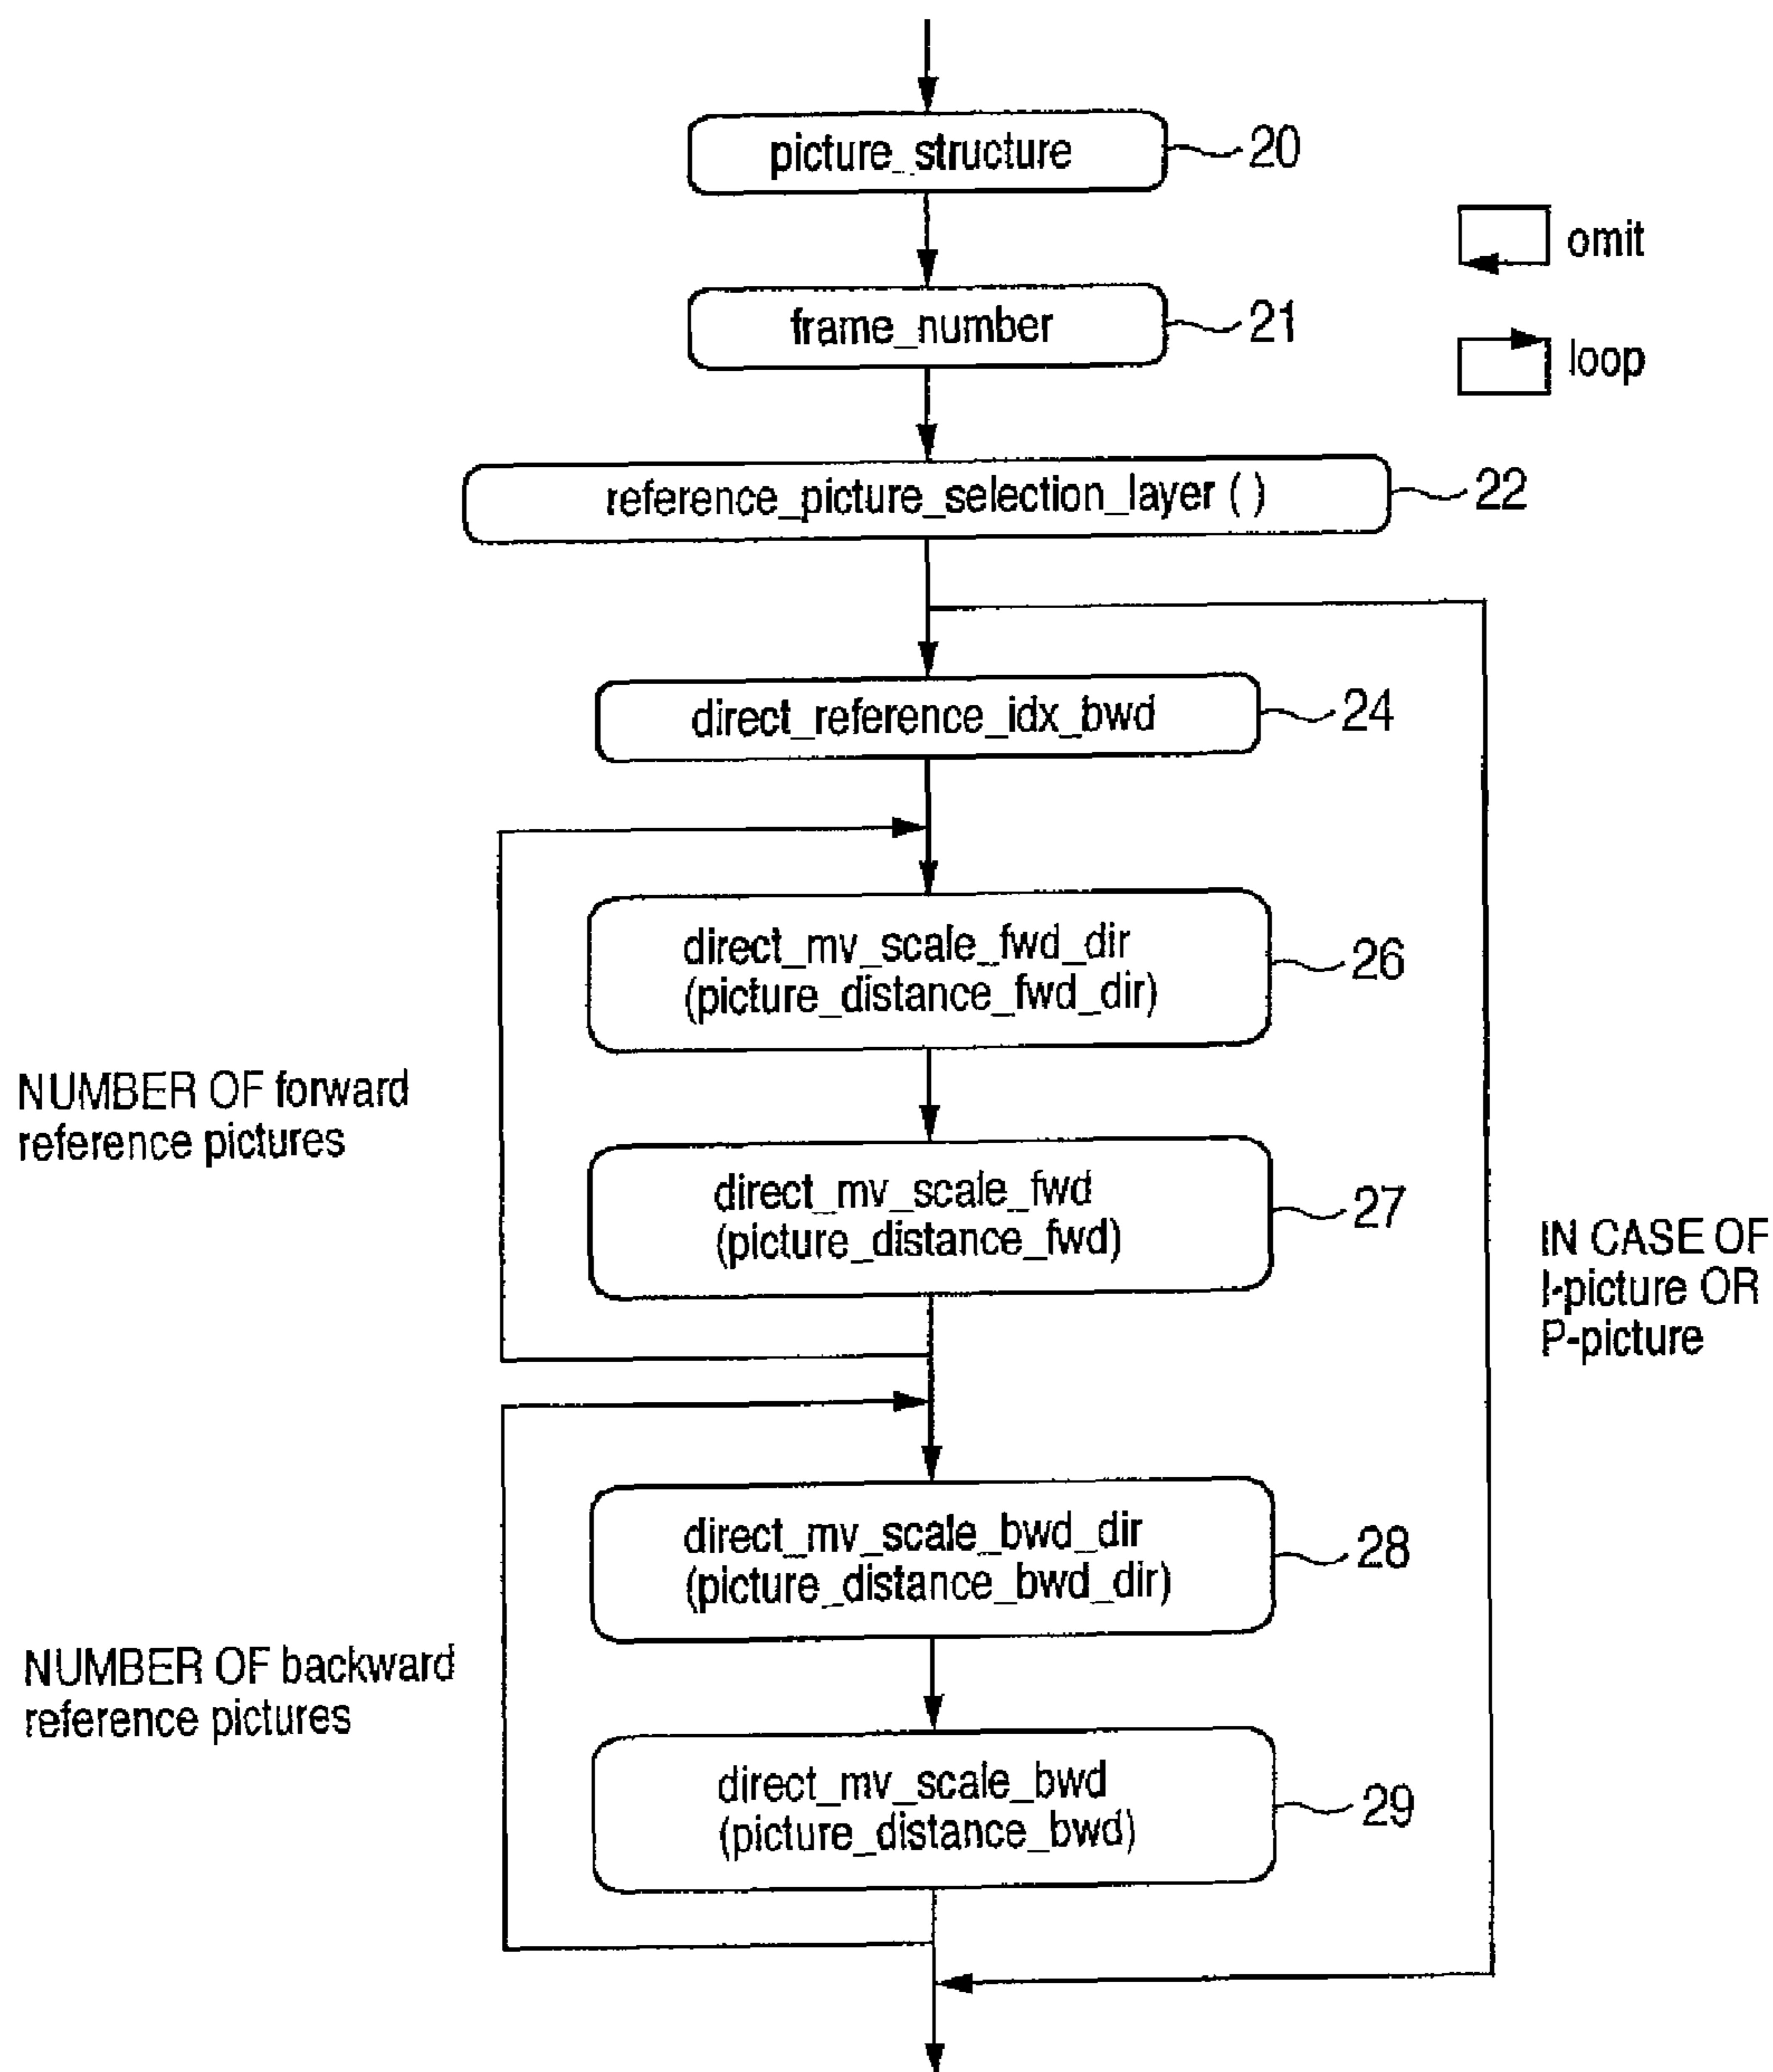 picture_structure
20
omit
frame_number
21
loop
reference_picture_selection_layer ( )
22
direct_reference_idx_bwd
24
direct_mv_scale_fwd_dir
(picture_distance_fwd_dir)
26
NUMBER OF forward
reference pictures
direct_mv_scale_fwd
(picture_distance_fwd)
27
IN CASE OF
I-picture OR
P-picture
direct_mv_scale_bwd_dir
(picture_distance_bwd_dir)
28
NUMBER OF backward
reference pictures
direct_mv_scale_bwd
(picture_distance_bwd)
29